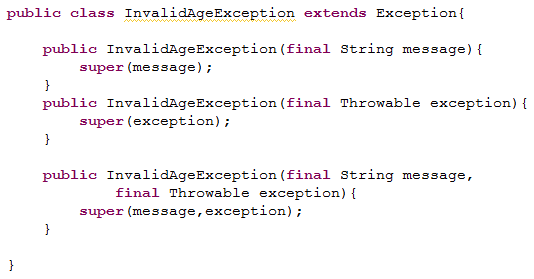 public class InvalidAgeException extends Exception{
public InvalidAgeException(final String message){
super(message);
}
public InvalidAgeException(final Throwable exception){
super(exception);
}
public InvalidAgeException(final String message,
final Throwable exception){
super(message,exception);
}
}